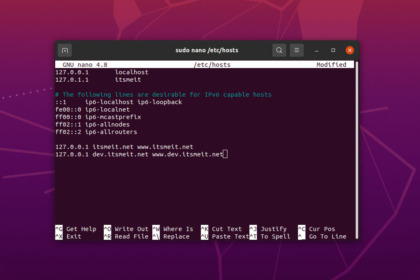 sudo nano /etc/hosts
GNU nano 4.8 /etc/hosts Modified
127.0.0.1 localhost
127.0.1.1 itsmeit
# The following lines are desirable for IPv6 capable hosts
::1 ip6-localhost ip6-loopback
fe00::0 ip6-localnet
ff00::0 ip6-mcastprefix
ff02::1 ip6-allnodes
ff02::2 ip6-allrouters
127.0.0.1 itsmeit.net www.itsmeit.net
127.0.0.1 dev.itsmeit.net www.dev.itsmeit.net
^G Get Help ^O Write Out ^W Where Is ^K Cut Text ^J Justify ^C Cur Pos
^X Exit ^R Read File ^\ Replace ^U Paste Text ^T To Spell ^_ Go To Line